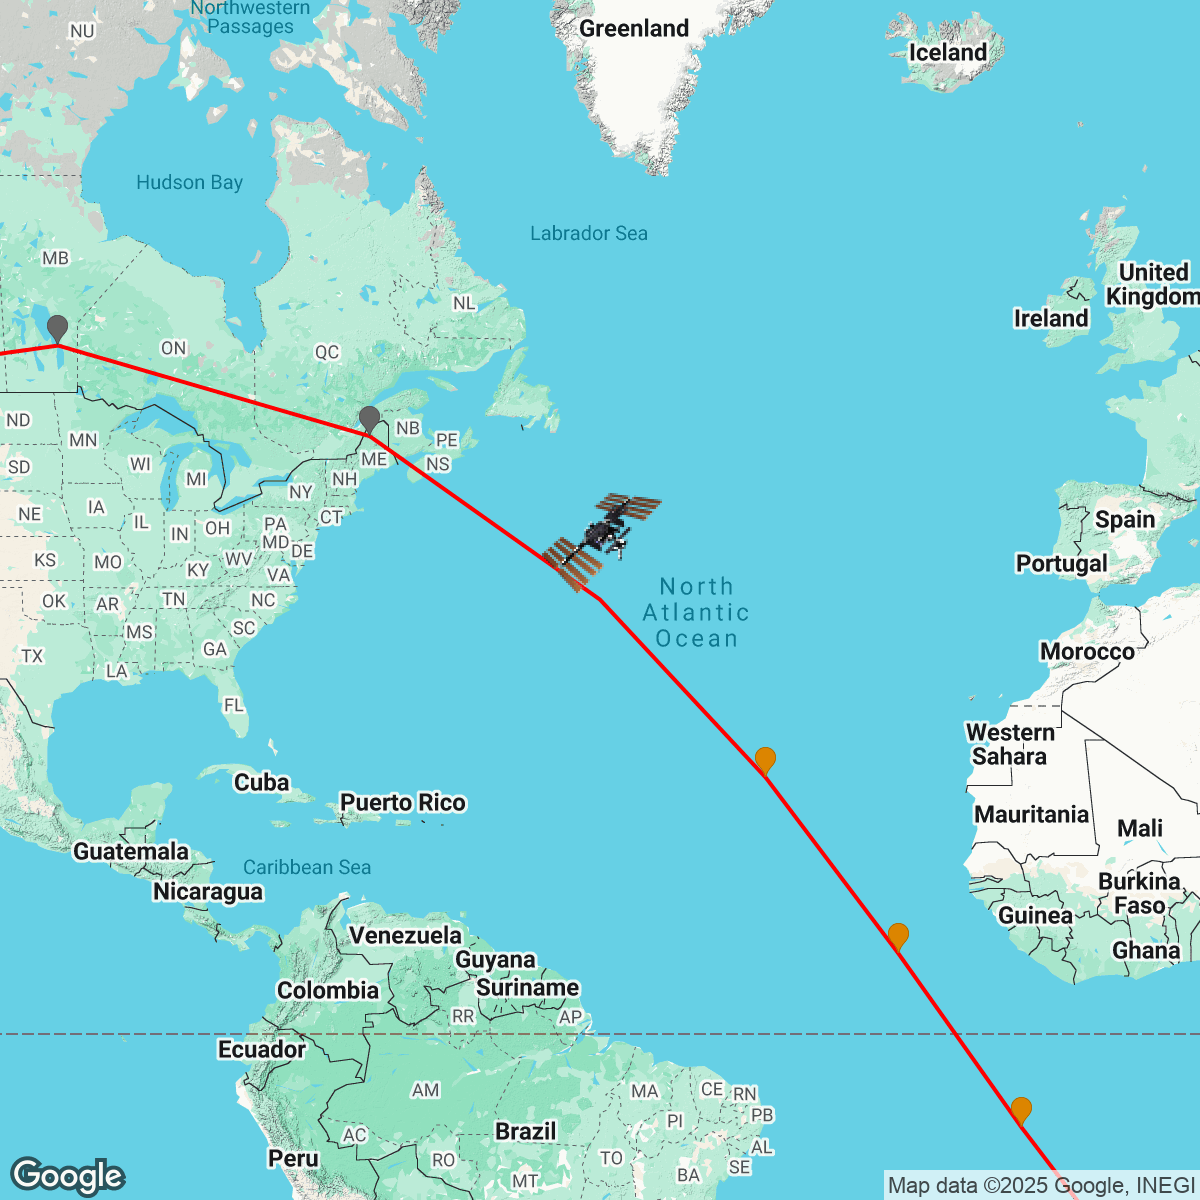 Northwestern
Passages
NU
Greenland
Iceland
Hudson Bay
Labrador Sea
MB
United
Kingdom
NL
Ireland
ON
QC
ND
NB
MN
PE
WI
ME
NS
SD
MI
NH
NY
NE
IA
IL
OH
PA
CT
Spain
IN
MD
DE
KS
MO
WV
Portugal
KY
VA
North
Atlantic
Ocean
OK
AR
TN
NC
MS
SC
TX
GA
Morocco
LA
FL
Western
Sahara
Cuba
Puerto Rico
Mauritania
Mali
Guatemala
Caribbean Sea
Nicaragua
Burkina
Faso
Guinea
Venezuela
Ghana
Guyana
Suriname
Colombia
RR
AP
Ecuador
AM
MA
CE
RN
PI
PB
AC
Brazil
AL
Peru
RO
TO
SE
MT
BA
Google
Map data ©2025 Google, INEGI